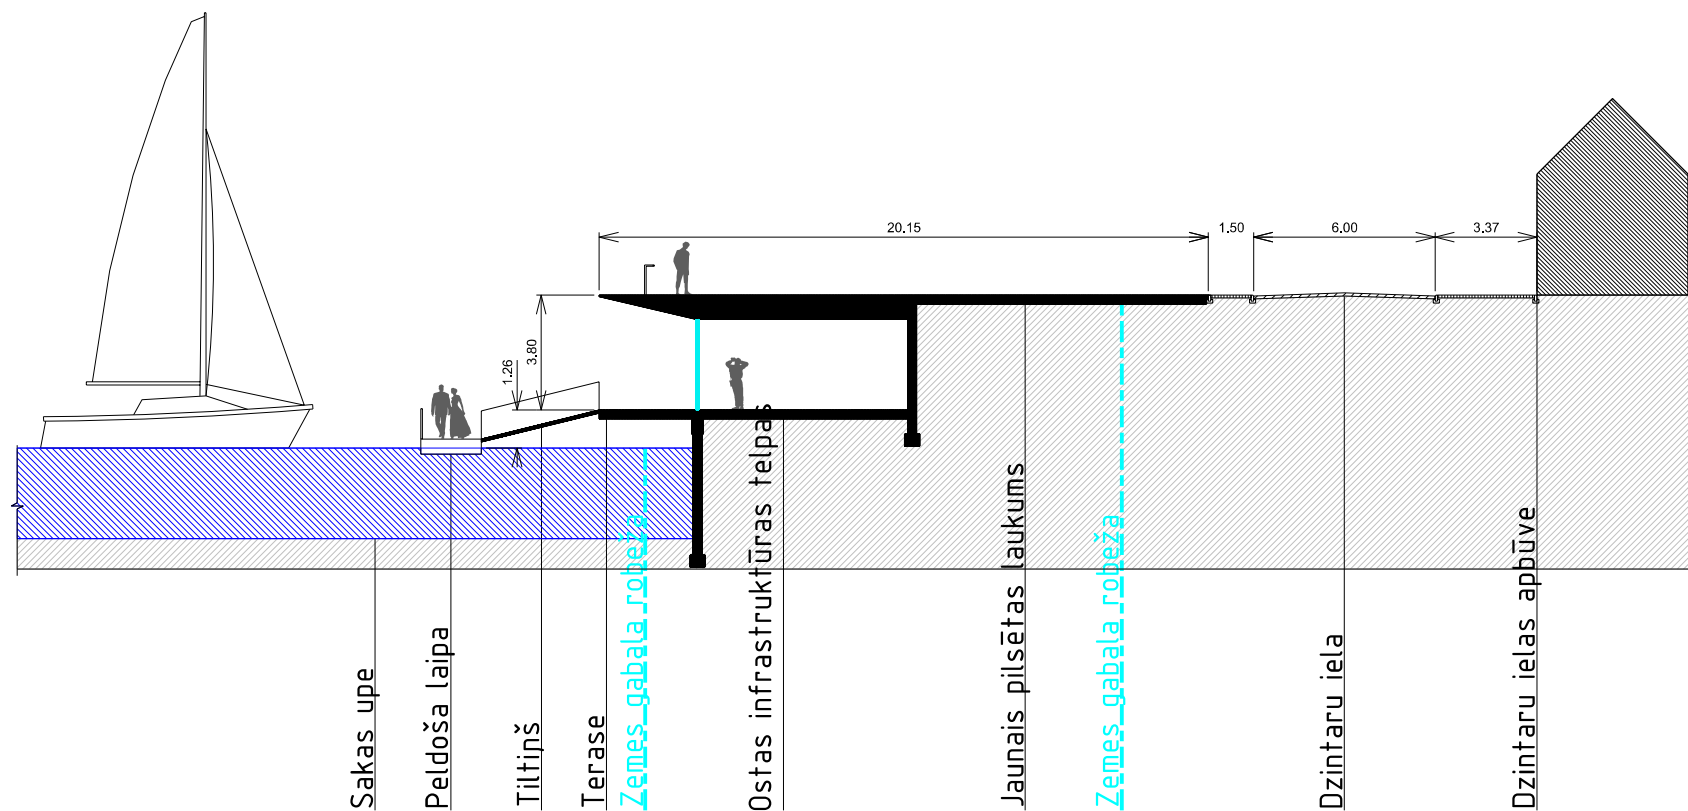 20.15
1.50
6.00
3.37
3.80
1.26
Sakas upe
Peldoša laipa
Tiltiņš
Terase
Zemes gabala robeža
Ostas infrastruktūras telpas
Jaunais pilsētas laukums
Zemes gabala robeža
Dzintaru iela
Dzintaru ielas apbūve